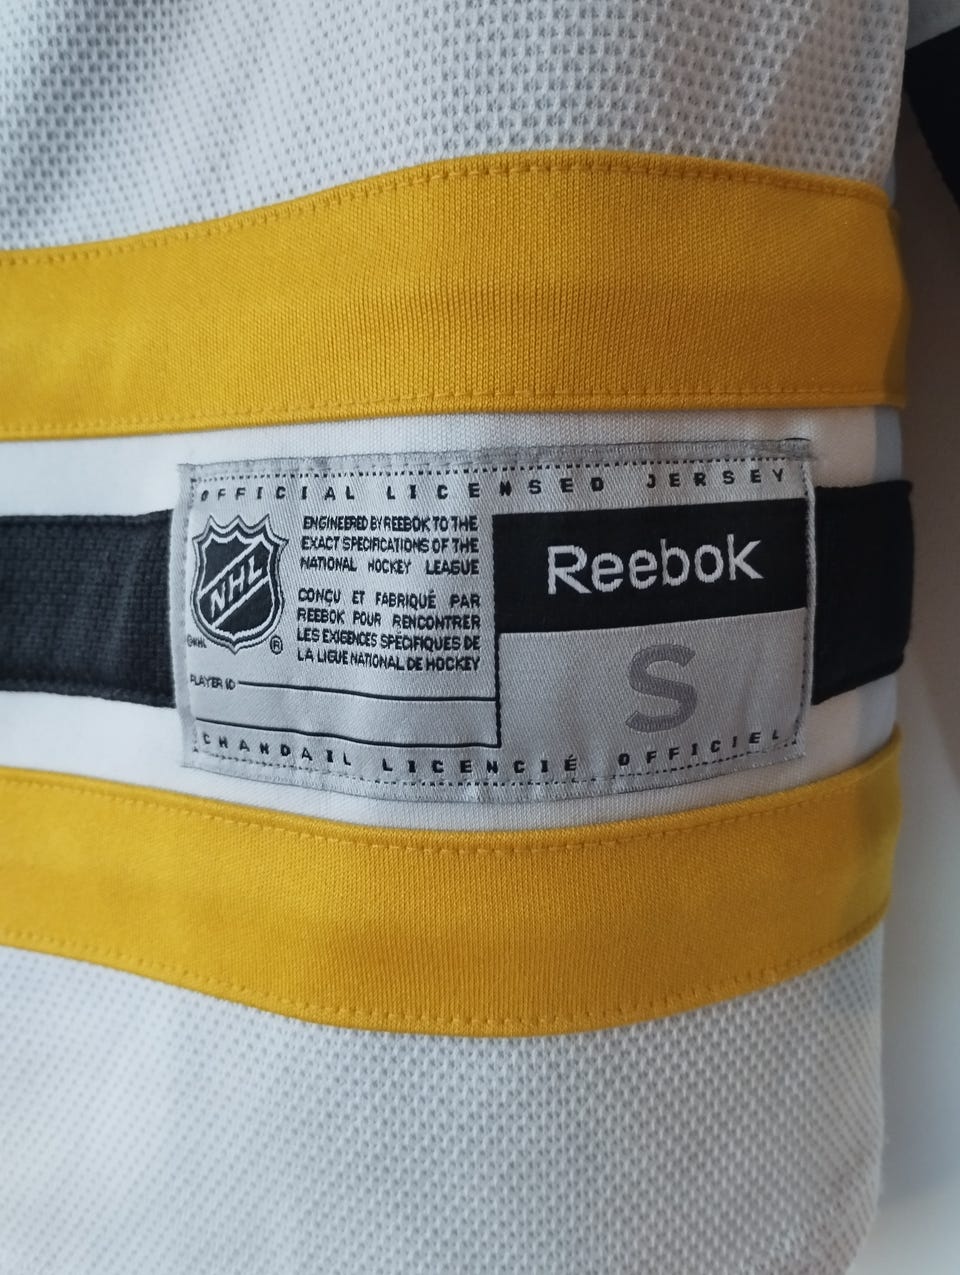 OFFICIAL LICENSED JERSEY
NHL
©NHL
®
ENGINEERED BY REEBOK TO THE
EXACT SPECIFICATIONS OF THE
NATIONAL HOCKEY LEAGUE
CONÇU ET FABRIQUÉ PAR
REEBOK POUR RENCONTRER
LES EXIGENCES SPÉCIFIQUES DE
LA LIGUE NATIONAL DE HOCKEY
PLAYER ID
Reebok
S
CHANDAIL LICENCIÉ OFFICIEL